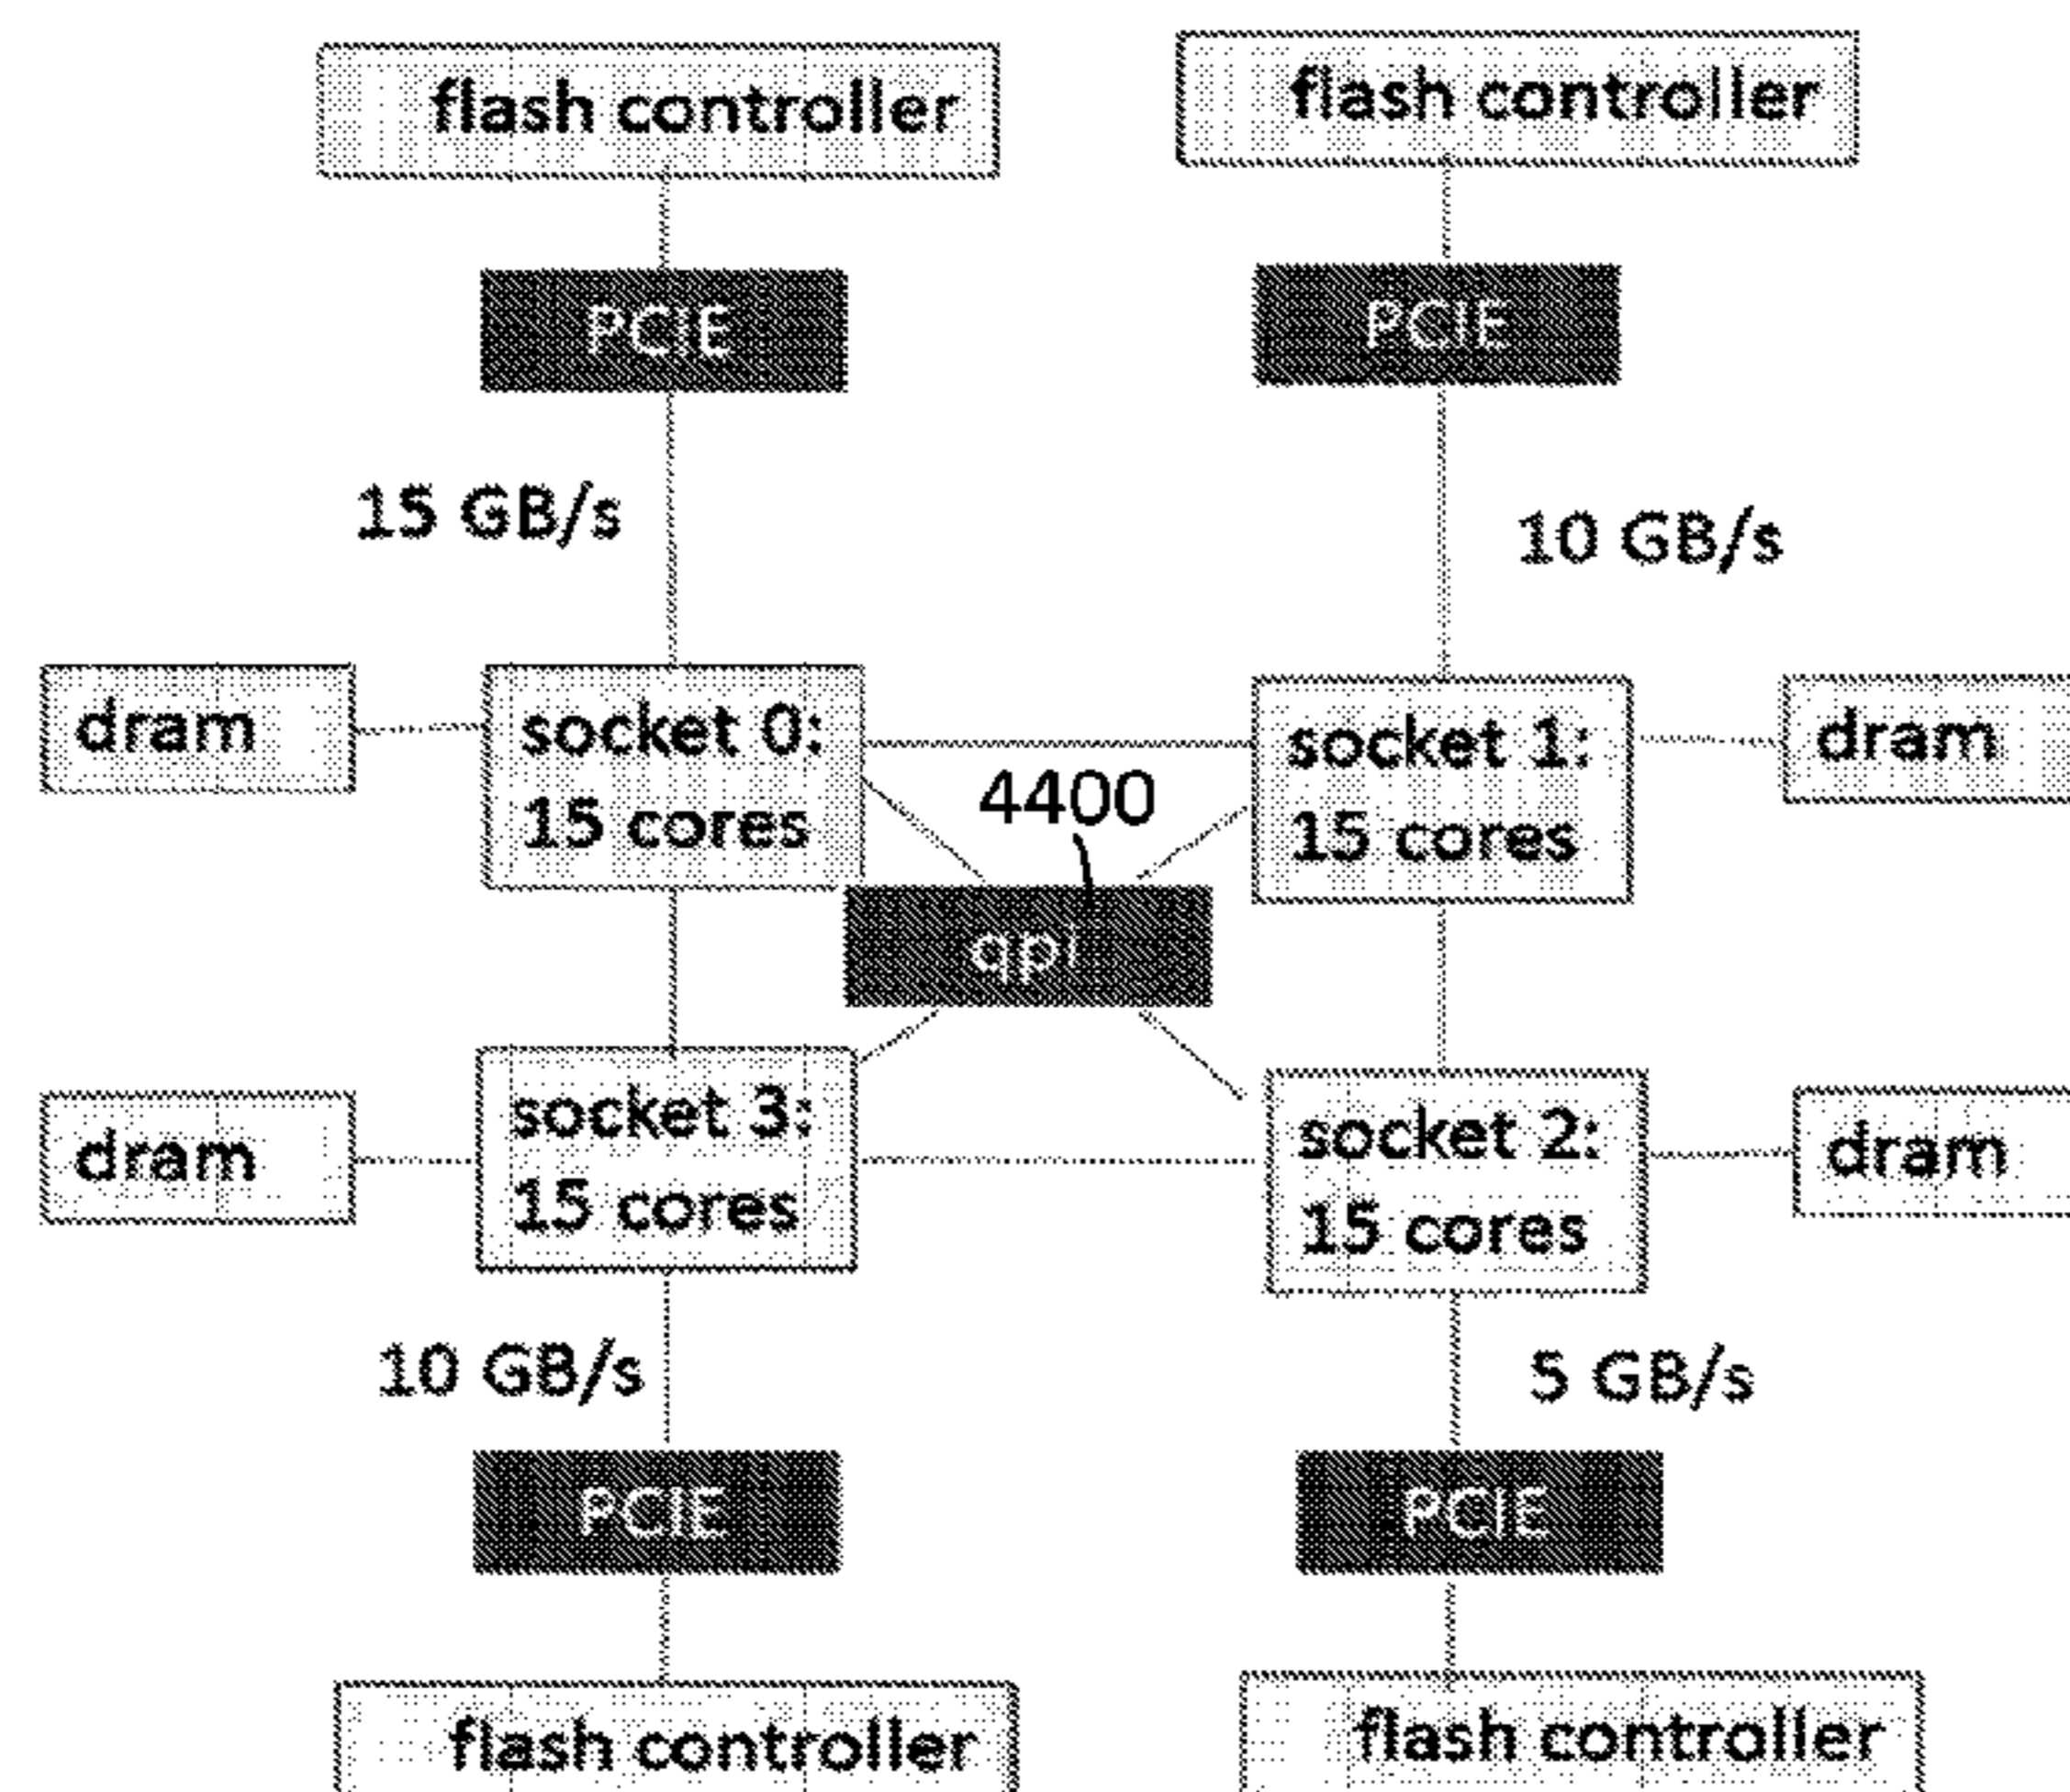 flash controller
flash controller
PCIE
PCIE
15 GB/s
10 GB/s
dram
socket 0:
15 cores
4400
socket 1:
15 cores
dram
qpi
dram
socket 3:
15 cores
socket 2:
15 cores
dram
10 GB/s
5 GB/s
PCIE
PCIE
flash controller
flash controller